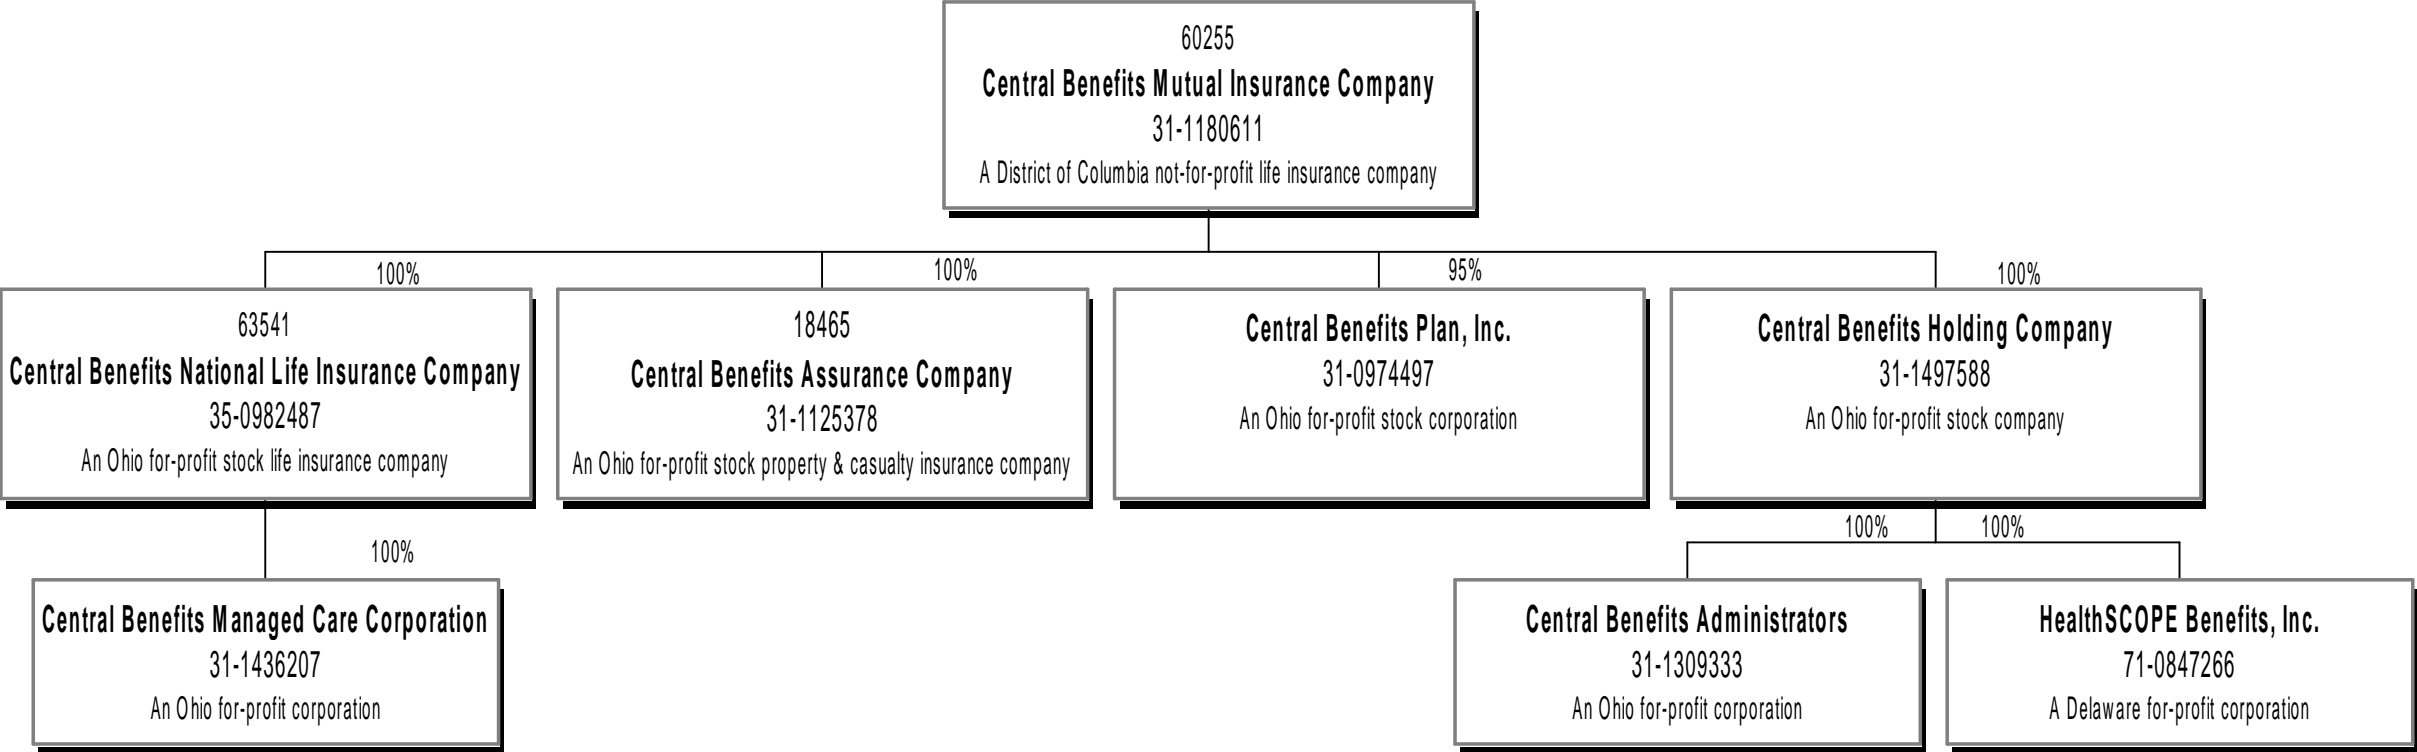 60255
Central Benefits Mutual Insurance Company
31-1180611
A District of Columbia not-for-profit life insurance company
100%
100%
95%
100%
63541
Central Benefits National Life Insurance Company
35-0982487
An Ohio for-profit stock life insurance company
18465
Central Benefits Assurance Company
31-1125378
An Ohio for-profit stock property & casualty insurance company
Central Benefits Plan, Inc.
31-0974497
An Ohio for-profit stock corporation
Central Benefits Holding Company
31-1497588
An Ohio for-profit stock company
100%
100%
100%
Central Benefits Managed Care Corporation
31-1436207
An Ohio for-profit corporation
Central Benefits Administrators
31-1309333
An Ohio for-profit corporation
HealthSCOPE Benefits, Inc.
71-0847266
A Delaware for-profit corporation